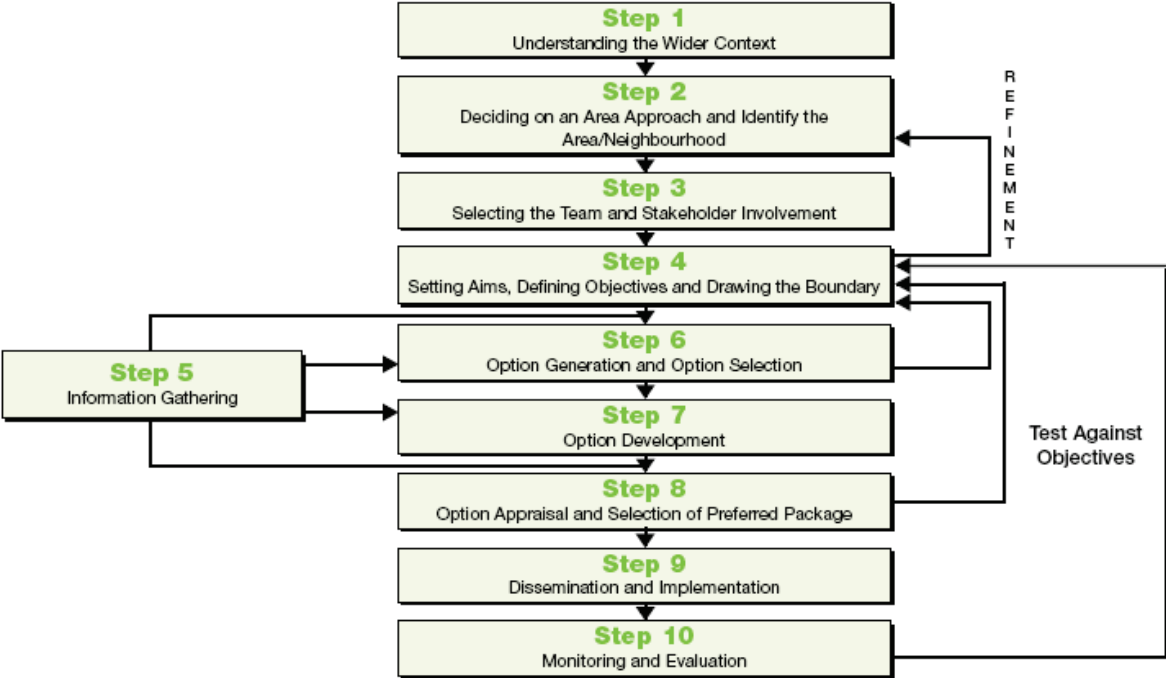 Step 1
Understanding the Wider Context
Step 2
Deciding on an Area Approach and Identify the
Area/Neighbourhood
REFINEMENT
Step 3
Selecting the Team and Stakeholder Involvement
Step 4
Setting Aims, Defining Objectives and Drawing the Boundary
Step 5
Information Gathering
Step 6
Option Generation and Option Selection
Step 7
Option Development
Test Against
Objectives
Step 8
Option Appraisal and Selection of Preferred Package
Step 9
Dissemination and Implementation
Step 10
Monitoring and Evaluation